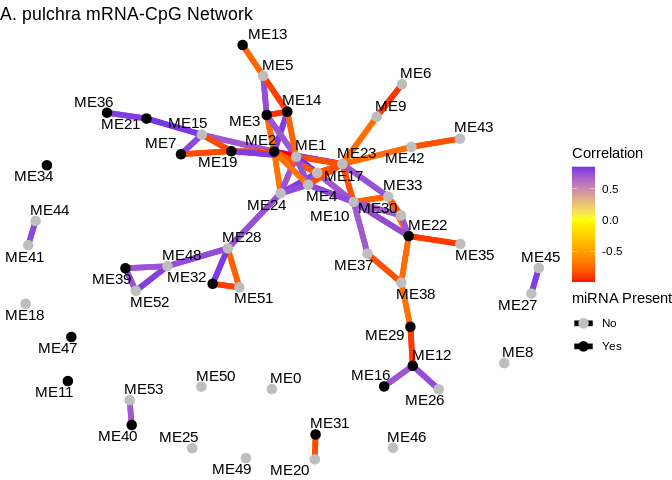 A. pulchra mRNA-CpG Network
ME13
ME5
ME6
ME36
ME14
ME9
ME21
ME15
ME3
ME43
ME7
ME2
ME1
ME23
ME42
ME19
ME17
ME34
ME33
ME24
ME4
ME30
ME44
ME10
ME22
ME28
ME41
ME48
ME35
ME45
ME37
ME39
ME32
ME52
ME51
ME38
ME27
ME18
ME29
ME47
ME12
ME8
ME50
ME0
ME16
ME11
ME53
ME26
ME31
ME40
ME25
ME46
ME49
ME20
Correlation
0.5
0.0
-0.5
miRNA Present
No
Yes